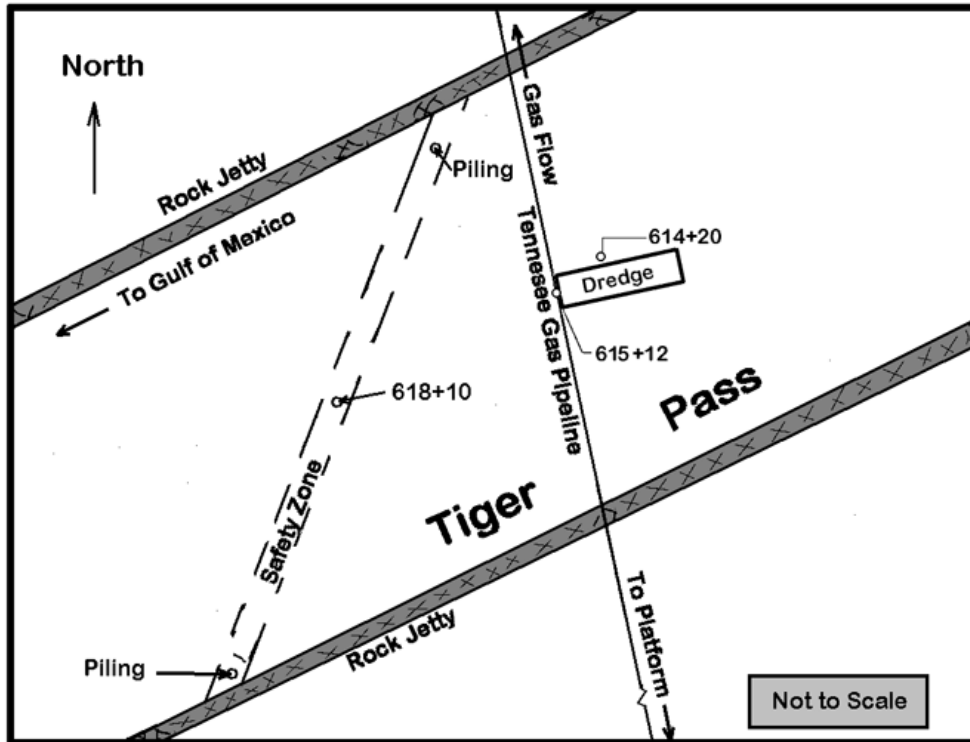 North
Gas Flow
Piling
Rock Jetty
614+20
To Gulf of Mexico
Tennesee Gas Pipeline
Dredge
615+12
618+10
Pass
Safety Zone
Tiger
To Platform
Rock Jetty
Piling
Not to Scale